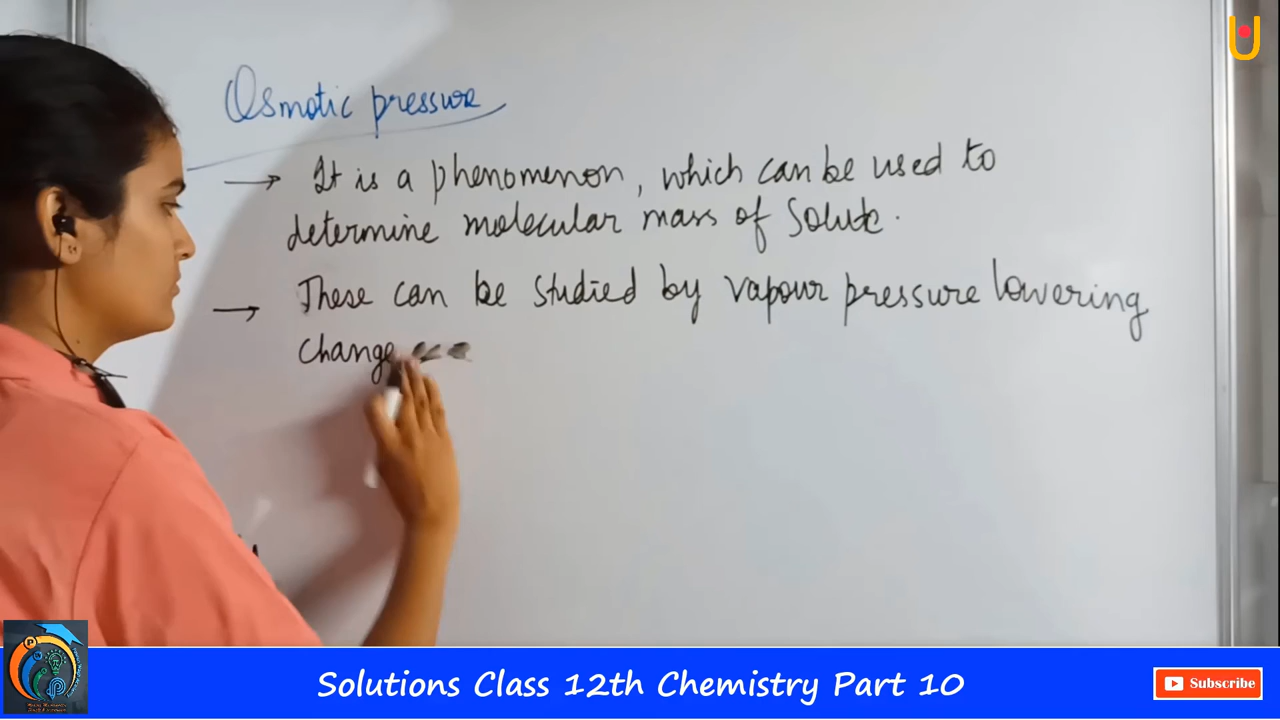 Osmotic pressure
→ It is a phenomenon, which can be used to
determine molecular mass of Solute.
→ These can be studied by vapour pressure lowering
change
Solutions Class 12th Chemistry Part 10
Subscribe